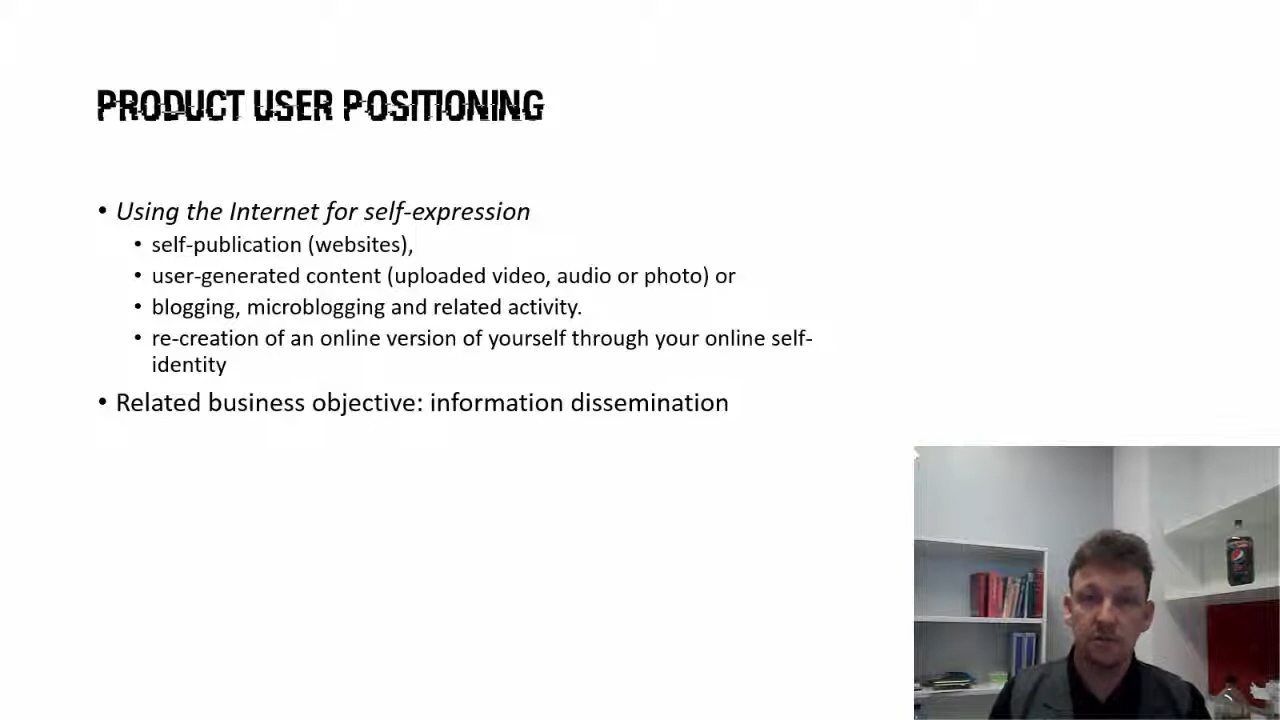 PRODUCT USER POSITIONING
• Using the Internet for self-expression
• self-publication (websites),
• user-generated content (uploaded video, audio or photo) or
• blogging, microblogging and related activity.
• re-creation of an online version of yourself through your online self-
identity
• Related business objective: information dissemination